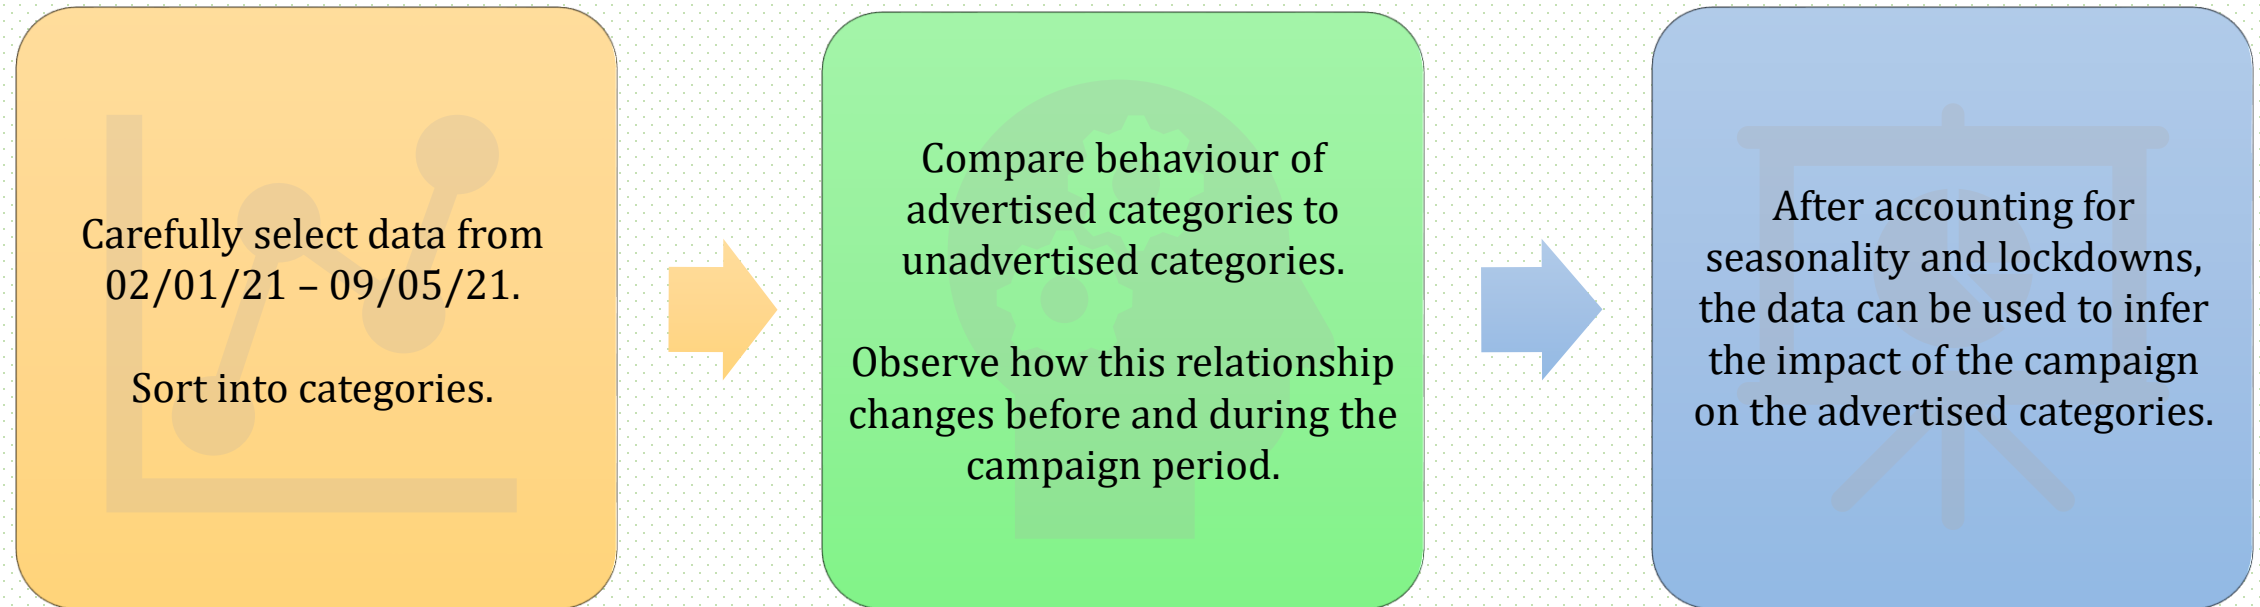 Carefully select data from
02/01/21 – 09/05/21.
Sort into categories.
Compare behaviour of
advertised categories to
unadvertised categories.
Observe how this relationship
changes before and during the
campaign period.
After accounting for
seasonality and lockdowns,
the data can be used to infer
the impact of the campaign
on the advertised categories.